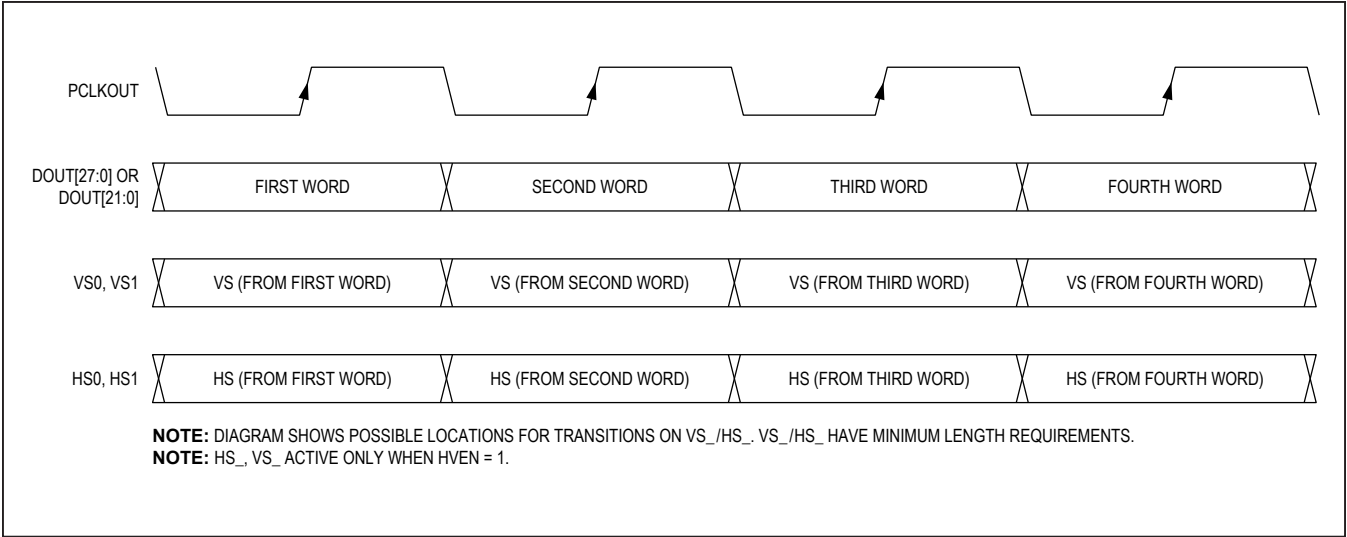 PCLKOUT
DOUT[27:0] OR
DOUT[21:0]
FIRST WORD
SECOND WORD
THIRD WORD
FOURTH WORD
VS0, VS1
VS (FROM FIRST WORD)
VS (FROM SECOND WORD)
VS (FROM THIRD WORD)
VS (FROM FOURTH WORD)
HS0, HS1
HS (FROM FIRST WORD)
HS (FROM SECOND WORD)
HS (FROM THIRD WORD)
HS (FROM FOURTH WORD)
NOTE: DIAGRAM SHOWS POSSIBLE LOCATIONS FOR TRANSITIONS ON VS_/HS_. VS_/HS_ HAVE MINIMUM LENGTH REQUIREMENTS.
NOTE: HS_, VS_ ACTIVE ONLY WHEN HVEN = 1.